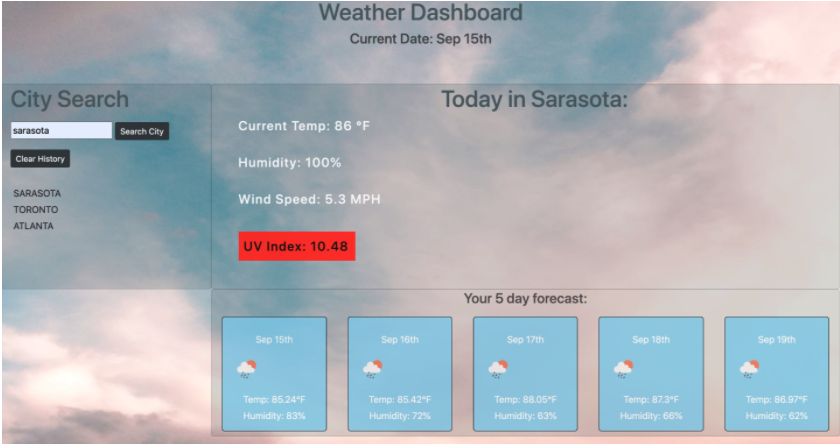 Weather Dashboard
Current Date: Sep 15th
City Search
sarasota
Search City
Clear History
SARASOTA
TORONTO
ATLANTA
Today in Sarasota:
Current Temp: 86 °F
Humidity: 100%
Wind Speed: 5.3 MPH
UV Index: 10.48
Your 5 day forecast:
Sep 15th
Temp: 85.24°F
Humidity: 83%
Sep 16th
Temp: 85.42°F
Humidity: 72%
Sep 17th
Temp: 88.05°F
Humidity: 63%
Sep 18th
Temp: 87.3°F
Humidity: 66%
Sep 19th
Temp: 86.97°F
Humidity: 62%